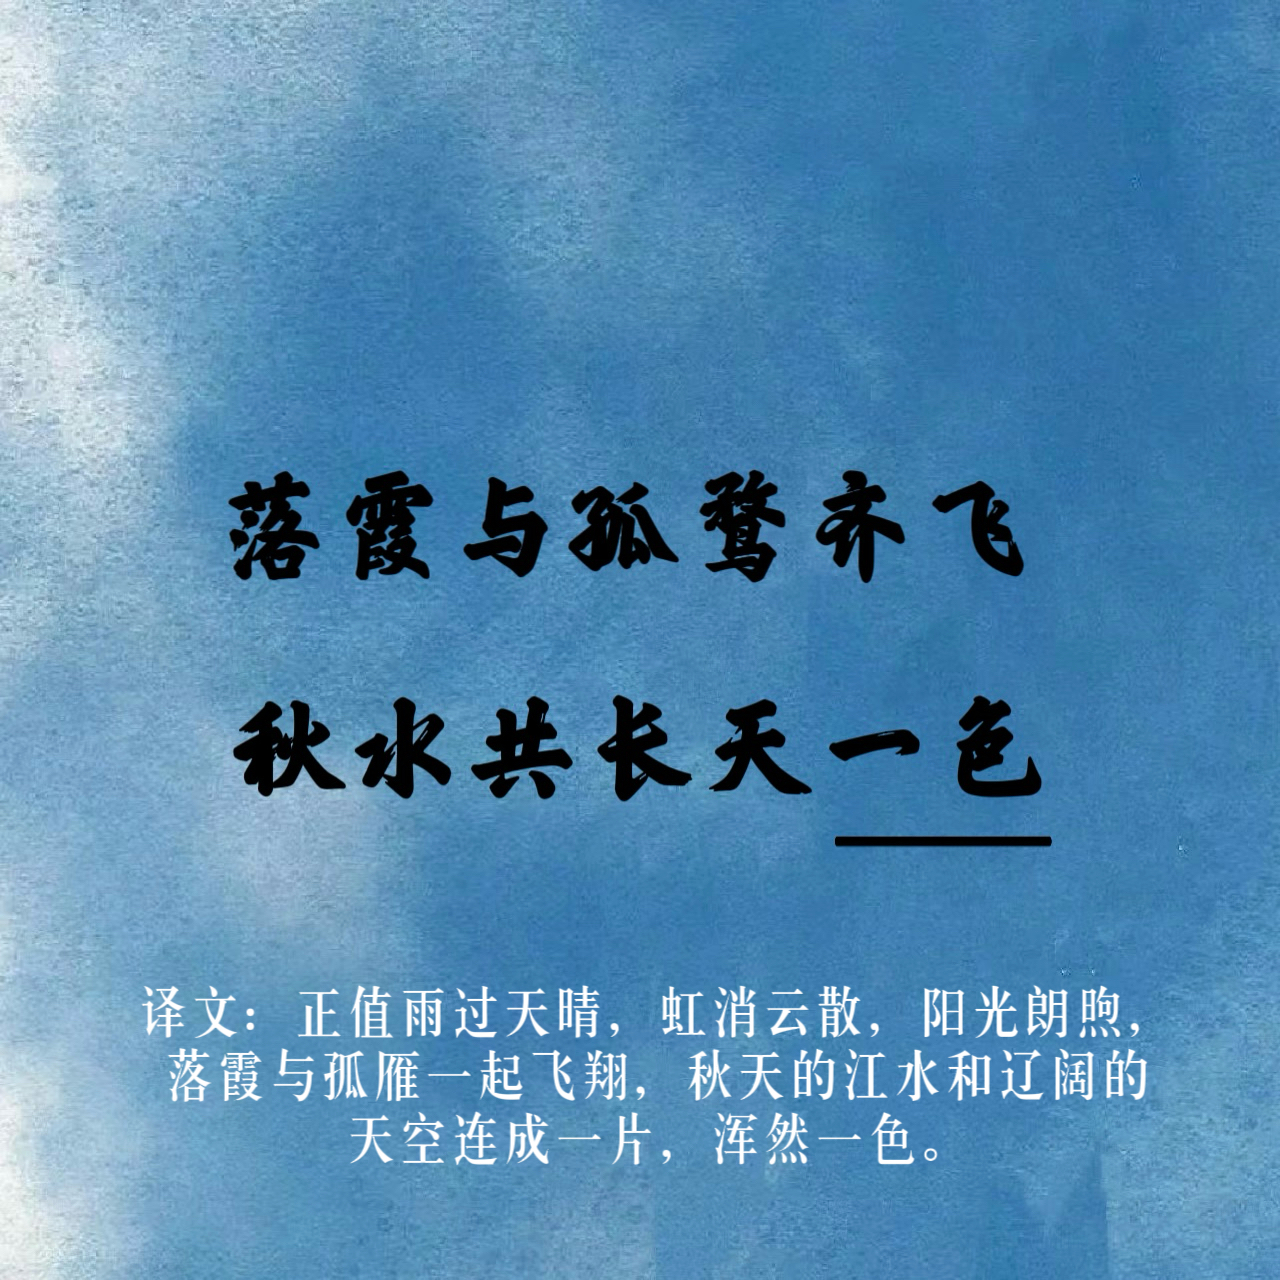 落霞与孤鹜齐飞
秋水共长天一色
译文：正值雨过天晴，虹消云散，阳光朗煦，
落霞与孤雁一起飞翔，秋天的江水和辽阔的
天空连成一片，浑然一色。